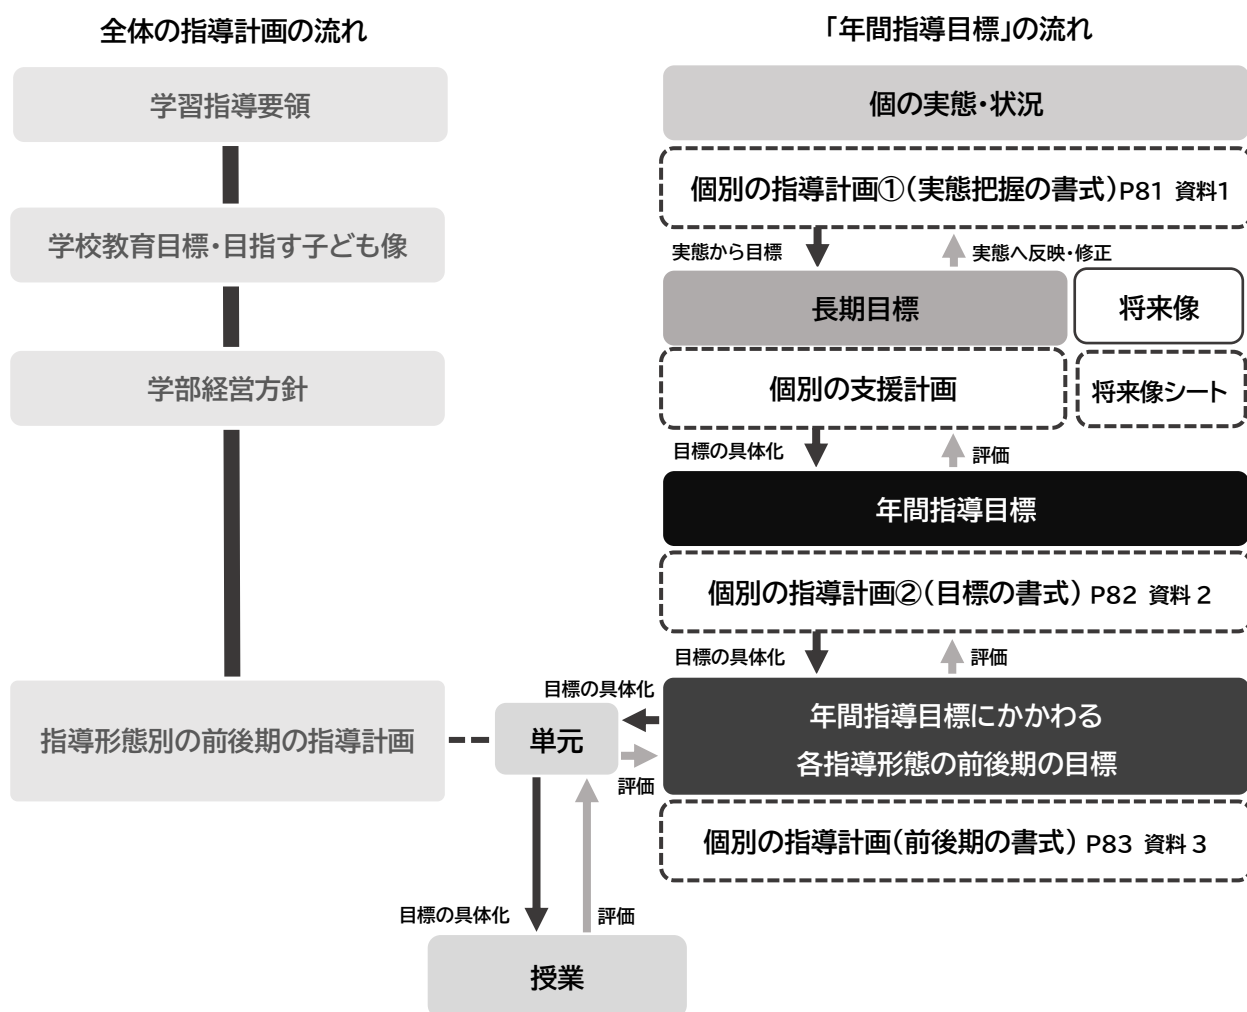 全体の指導計画の流れ
学習指導要領
学校教育目標・目指す子ども像
学部経営方針
指導形態別の前後期の指導計画
「年間指導目標」の流れ
個の実態・状況
個別の指導計画①(実態把握の書式)P81 資料1
実態から目標
実態へ反映・修正
長期目標
将来像
個別の支援計画
将来像シート
目標の具体化
評価
年間指導目標
個別の指導計画②(目標の書式) P82 資料2
目標の具体化
評価
年間指導目標にかかわる
各指導形態の前後期の目標
個別の指導計画(前後期の書式) P83 資料3
目標の具体化
単元
評価
目標の具体化
評価
授業